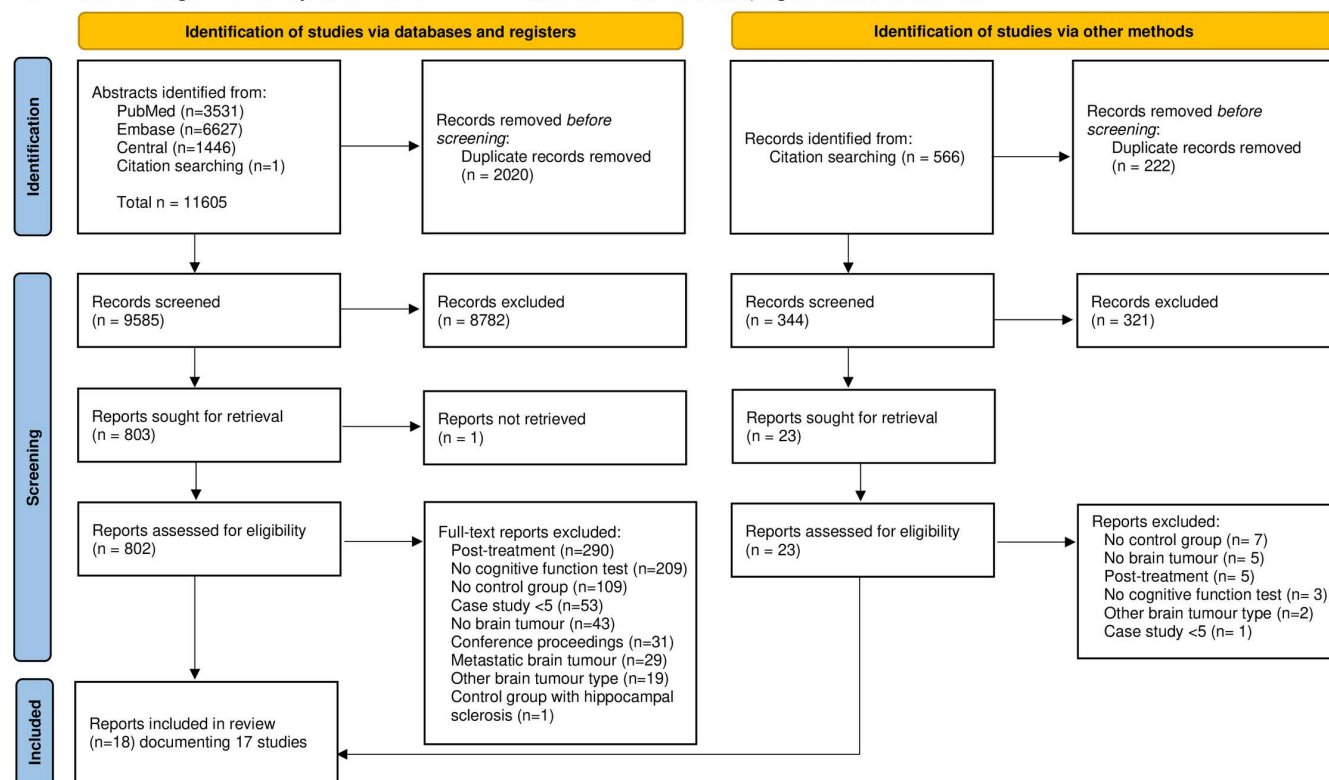 Identification of studies via databases and registers
Identification of studies via other methods
Identification
Abstracts identified from:
PubMed (n=3531)
Embase (n=6627)
Central (n=1446)
Citation searching (n=1)
Total n = 11605
Records removed before
screening:
Duplicate records removed
(n = 2020)
Records identified from:
Citation searching (n = 566)
Records removed before
screening:
Duplicate records removed
(n = 222)
Screening
Records screened
(n = 9585)
Records excluded
(n = 8782)
Records screened
(n = 344)
Records excluded
(n = 321)
Reports sought for retrieval
(n = 803)
Reports not retrieved
(n = 1)
Reports sought for retrieval
(n = 23)
Reports assessed for eligibility
(n = 802)
Full-text reports excluded:
Post-treatment (n=290)
No cognitive function test (n=209)
No control group (n=109)
Case study <5 (n=53)
No brain tumour (n=43)
Conference proceedings (n=31)
Metastatic brain tumour (n=29)
Other brain tumour type (n=19)
Control group with hippocampal
sclerosis (n=1)
Reports assessed for eligibility
(n = 23)
Reports excluded:
No control group (n= 7)
No brain tumour (n= 5)
Post-treatment (n= 5)
No cognitive function test (n= 3)
Other brain tumour type (n=2)
Case study <5 (n= 1)
Included
Reports included in review
(n=18) documenting 17 studies